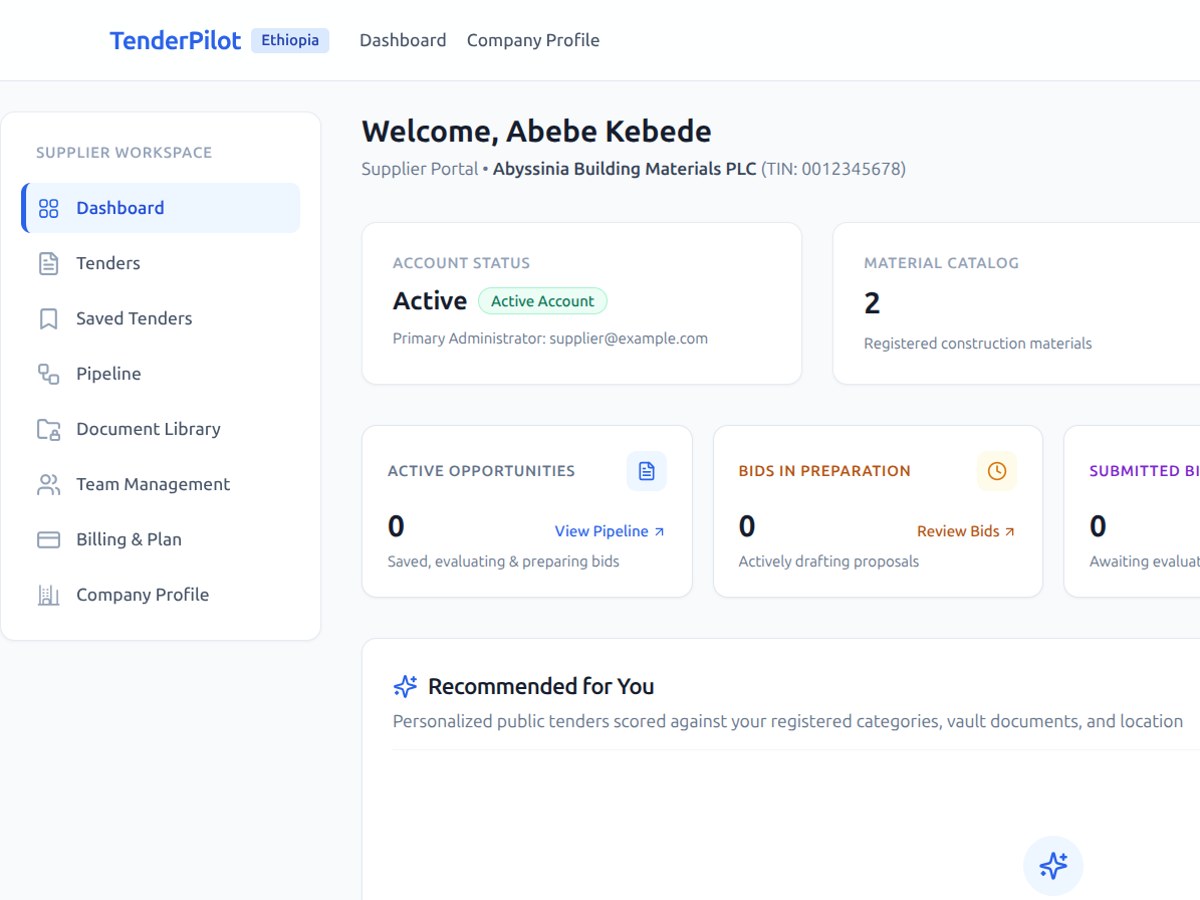 TenderPilot Ethiopia Dashboard Company Profile
SUPPLIER WORKSPACE
Dashboard
Tenders
Saved Tenders
Pipeline
Document Library
Team Management
Billing & Plan
Company Profile
Welcome, Abebe Kebede
Supplier Portal • Abyssinia Building Materials PLC (TIN: 0012345678)
ACCOUNT STATUS
Active Active Account
Primary Administrator: supplier@example.com
MATERIAL CATALOG
2
Registered construction materials
ACTIVE OPPORTUNITIES
0 View Pipeline
Saved, evaluating & preparing bids
BIDS IN PREPARATION
0 Review Bids
Actively drafting proposals
SUBMITTED
0
Awaiting
Recommended for You
Personalized public tenders scored against your registered categories, vault documents, and location